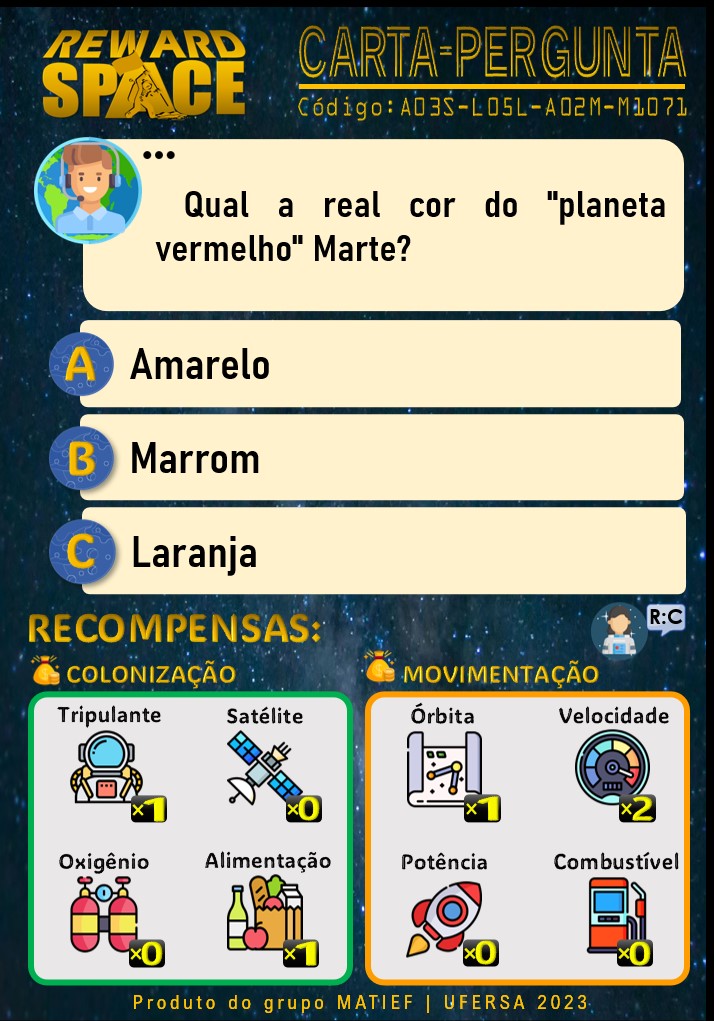 REWARD
SPACE
CARTA-PERGUNTA
Código: A03S-L05L-A02M-M1071
...
Qual a real cor do "planeta
vermelho" Marte?
A Amarelo
B Marrom
C Laranja
RECOMPENSAS:
R:C
COLONIZAÇÃO
MOVIMENTAÇÃO
Tripulante Satélite
×1 ×0
Oxigênio Alimentação
×0 ×1
Órbita Velocidade
×1 ×2
Potência Combustível
×0 ×0
Produto do grupo MATIEF | UFERSA 2023